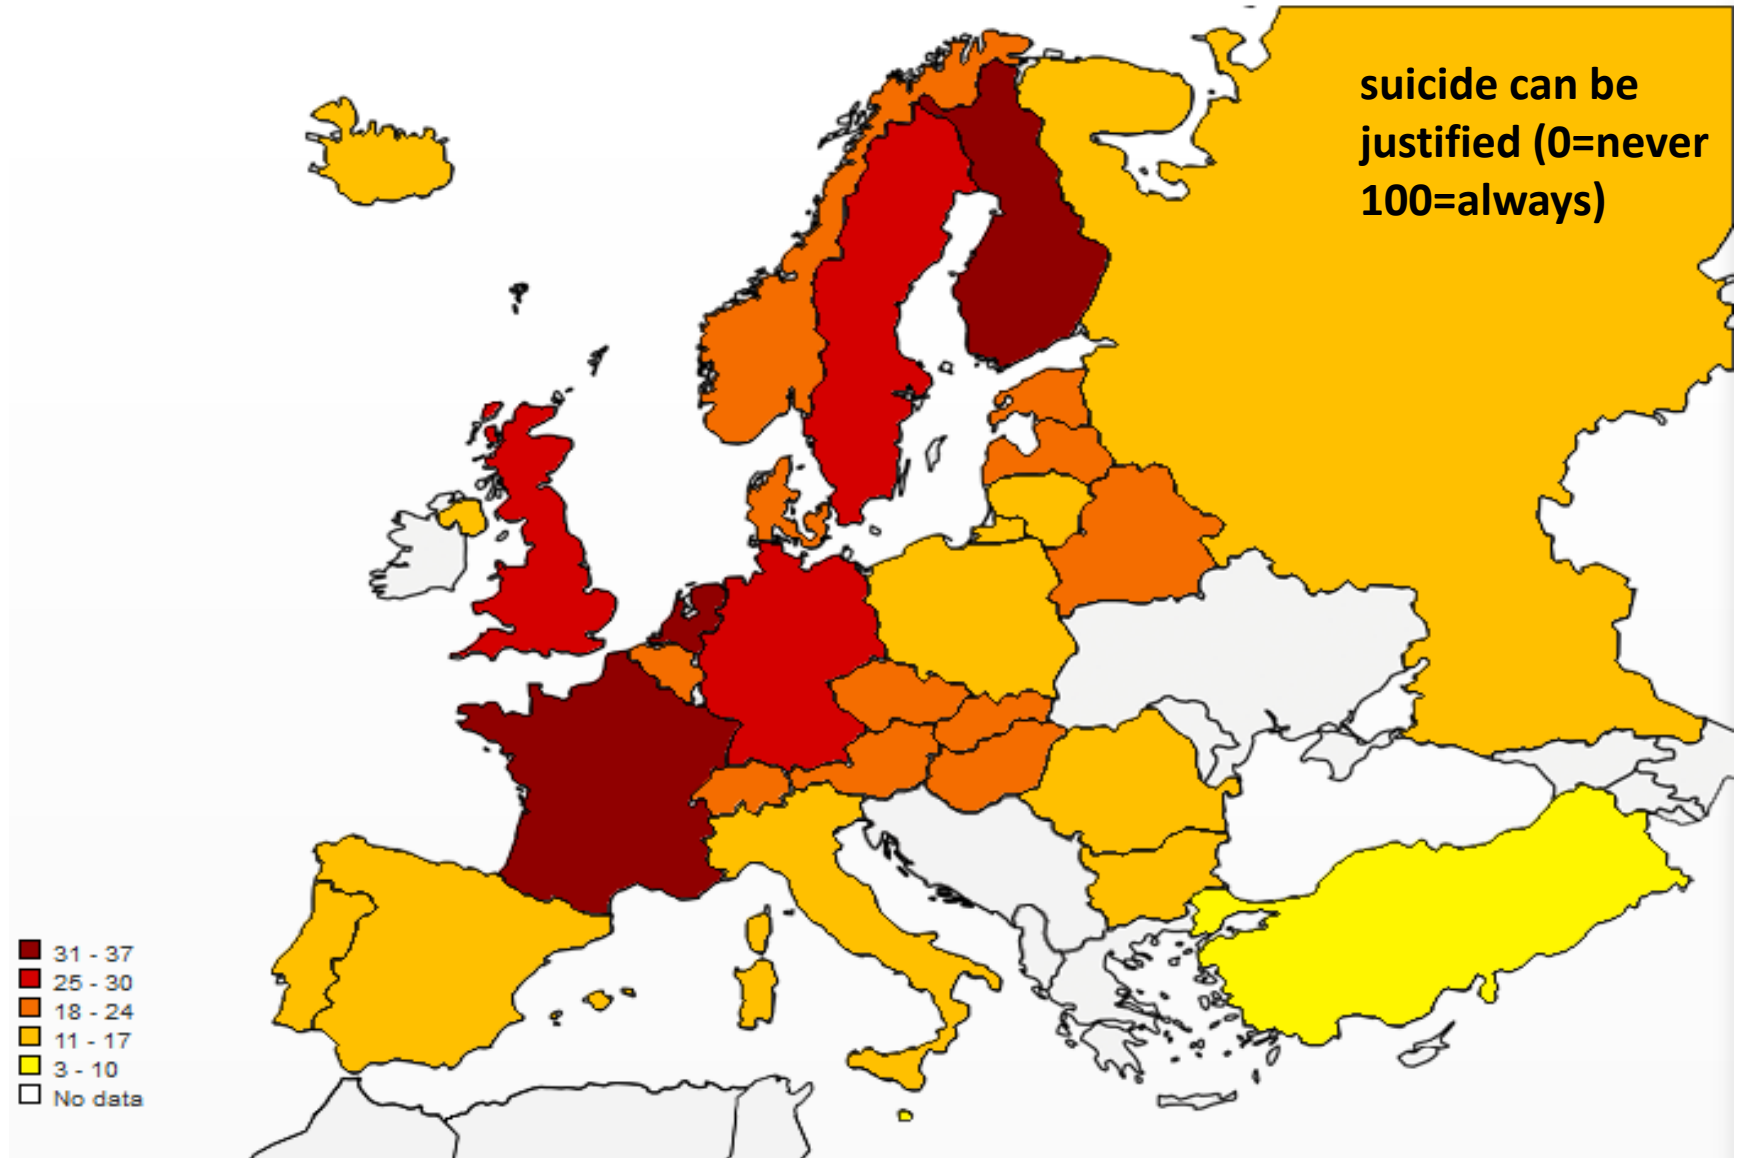 suicide can be
justified (0=never
100=always)
31 - 37
25 - 30
18 - 24
11 - 17
3 - 10
No data